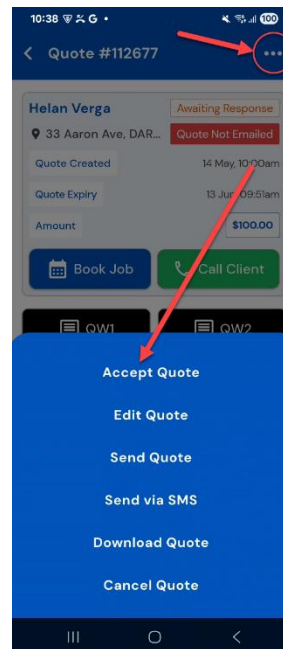 10:38 G •
100
Quote #112677
Helan Verga
Awaiting Response
33 Aaron Ave, DAR...
Quote Not Emailed
Quote Created
14 May, 10:00am
Quote Expiry
13 Jun, 09:51am
Amount
$100.00
Book Job
Call Client
QW1
QW2
Accept Quote
Edit Quote
Send Quote
Send via SMS
Download Quote
Cancel Quote